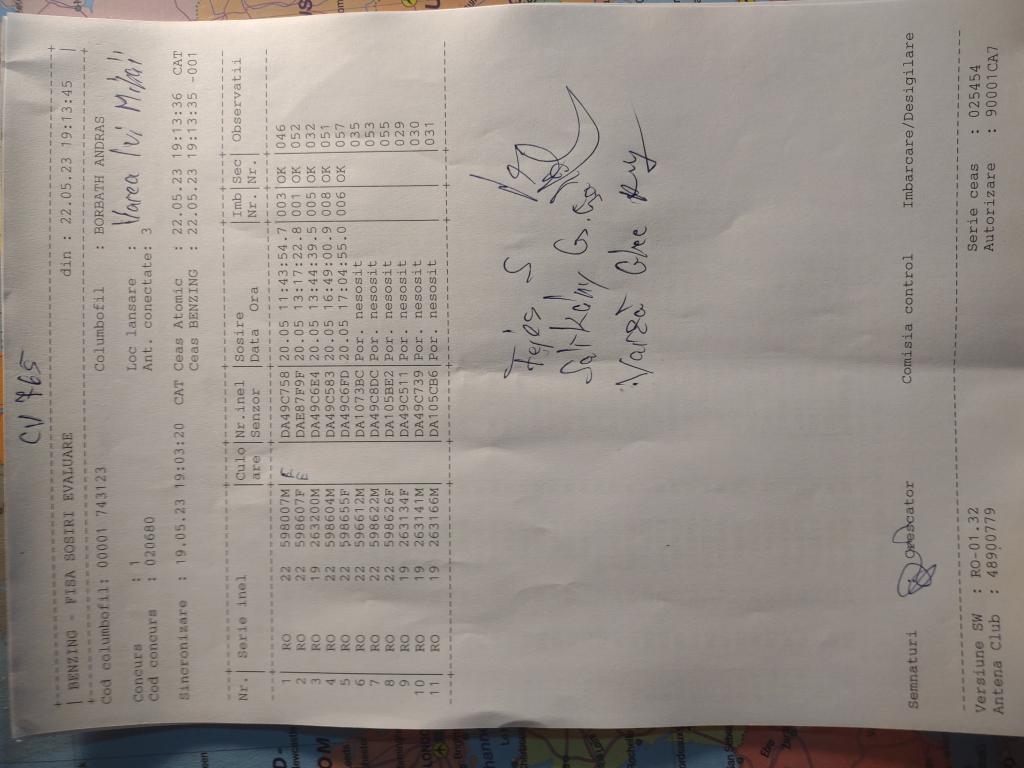 CV 765
BENZING - FISA SOSIRI EVALUARE din : 22.05.23 19:13:45
Cod columbofil: 00001 743123 Columbofil : BORBATH ANDRAS
Concurs : 1 Loc lansare : Varea lui Mihai
Cod concurs : 020680 Ant. conectate: 3
Sincronizare : 19.05.23 19:03:20 CAT Ceas Atomic : 22.05.23 19:13:36 CAT
Ceas BENZING : 22.05.23 19:13:35 -001
Nr.| Serie inel |Culo|Nr.inel |Sosire |Imb|Sec|Observatii
|are |Senzor |Data Ora |Nr.|Nr.|
1 RO 22 598007M DA49C758 20.05 11:43:54.7 003 OK 046
2 RO 22 598607F E DAE87F9F 20.05 13:17:22.8 001 OK 052
3 RO 19 263200M DA49C6E4 20.05 13:44:39.5 005 OK 032
4 RO 22 598604M DA49C583 20.05 16:49:00.9 008 OK 051
5 RO 22 598655F DA49C6FD 20.05 17:04:55.0 006 OK 057
6 RO 22 596612M DA1073BC Por. nesosit 035
7 RO 22 598622M DA49C8DC Por. nesosit 053
8 RO 22 598626F DA105BE2 Por. nesosit 055
9 RO 19 263134F DA49C511 Por. nesosit 029
10 RO 19 263141M DA49C739 Por. nesosit 030
11 RO 19 263166M DA105CB6 Por. nesosit 031
Fejos S
Semnaturi Crescator Comisia control Imbarcare/Desigilare
Versiune SW : RO-01.32 Serie ceas : 025454
Antena Club : 48900779 Autorizare : 90001CA7